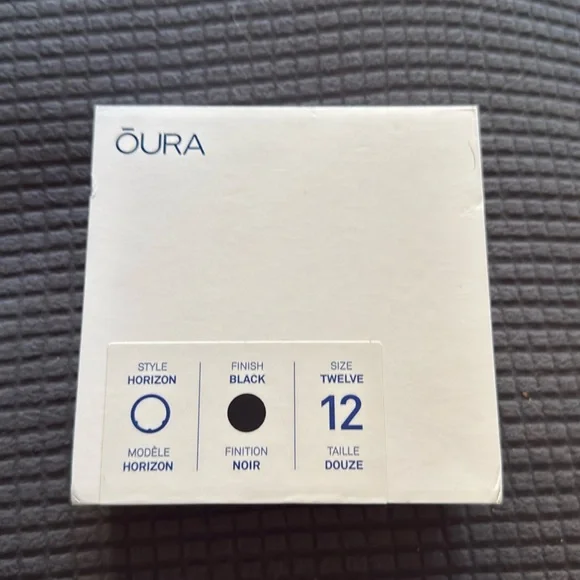 ŌURA
STYLE
HORIZON
MODÈLE
HORIZON
FINISH
BLACK
FINITION
NOIR
SIZE
TWELVE
12
TAILLE
DOUZE